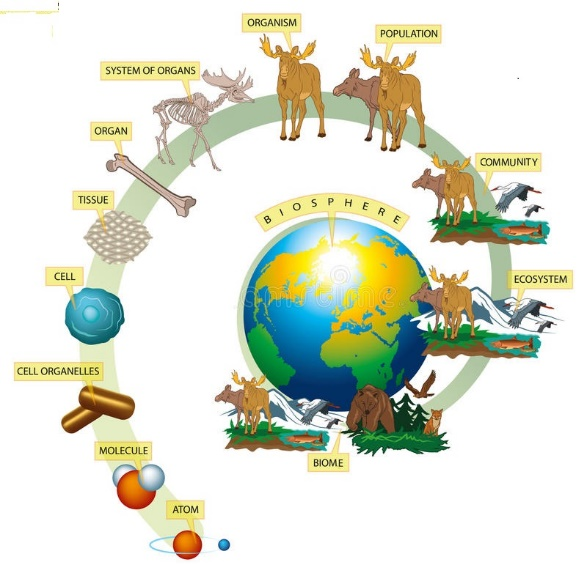 ORGANISM
POPULATION
SYSTEM OF ORGANS
ORGAN
COMMUNITY
TISSUE
BIOSPHERE
CELL
ECOSYSTEM
CELL ORGANELLES
MOLECULE
BIOME
ATOM